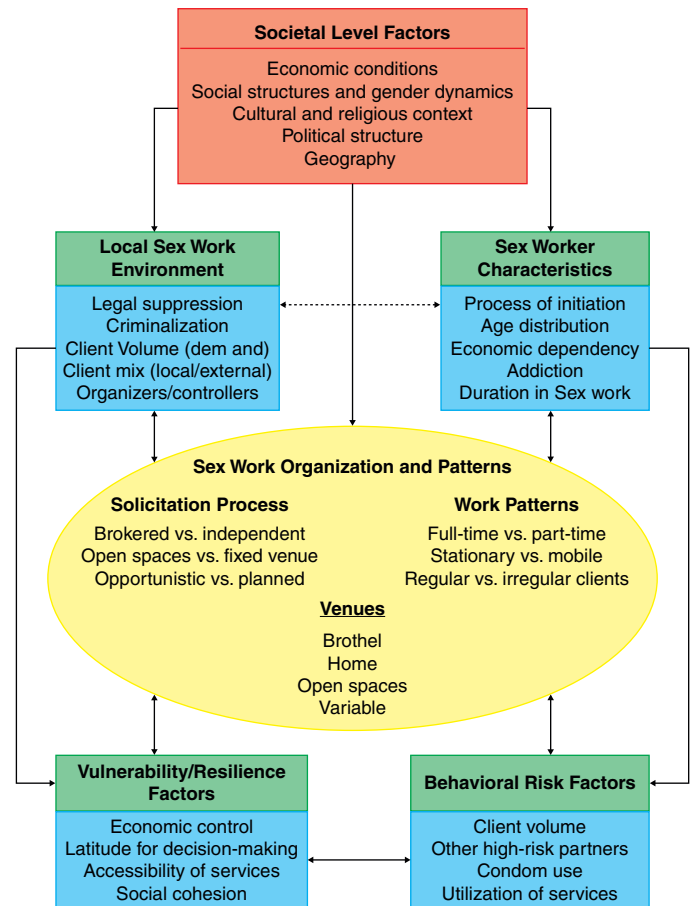 Societal Level Factors
Economic conditions
Social structures and gender dynamics
Cultural and religious context
Political structure
Geography
Local Sex Work
Environment
Legal suppression
Criminalization
Client Volume (dem and)
Client mix (local/external)
Organizers/controllers
Sex Worker
Characteristics
Process of initiation
Age distribution
Economic dependency
Addiction
Duration in Sex work
Sex Work Organization and Patterns
Solicitation Process
Brokered vs. independent
Open spaces vs. fixed venue
Opportunistic vs. planned
Work Patterns
Full-time vs. part-time
Stationary vs. mobile
Regular vs. irregular clients
Venues
Brothel
Home
Open spaces
Variable
Vulnerability/Resilience
Factors
Economic control
Latitude for decision-making
Accessibility of services
Social cohesion
Behavioral Risk Factors
Client volume
Other high-risk partners
Condom use
Utilization of services